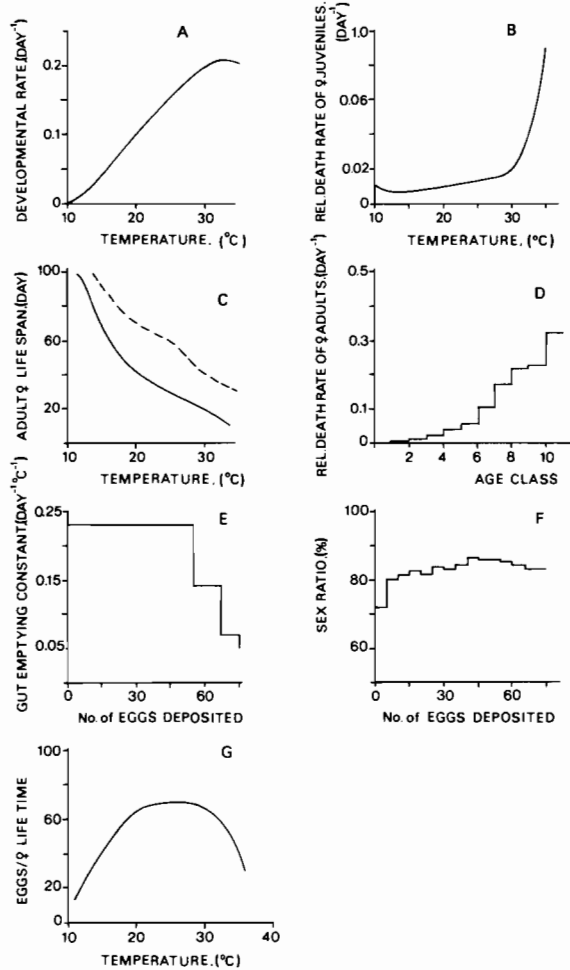 A
DEVELOPMENTAL RATE.(DAY⁻¹)
0.2
0.1
0
10 20 30
TEMPERATURE. (°C)
B
REL.DEATH RATE OF ♀ JUVENILES. (DAY⁻¹)
1.0
0.06
0.02
0
10 20 30
TEMPERATURE. (°C)
C
ADULT ♀ LIFE SPAN.(DAY)
100
60
20
10 20 30
TEMPERATURE. (°C)
D
REL.DEATH RATE OF ♀ ADULTS.(DAY⁻¹)
0.5
0.3
0.1
0
2 4 6 8 10
AGE CLASS
E
GUT EMPTYING CONSTANT.(DAY⁻¹°C⁻¹)
0.25
0.15
0.05
0 30 60
No. of EGGS DEPOSITED
F
SEX RATIO.(%)
100
80
60
0 30 60
No. of EGGS DEPOSITED
G
EGGS/♀ LIFE TIME
100
60
20
0
10 20 30 40
TEMPERATURE.(°C)